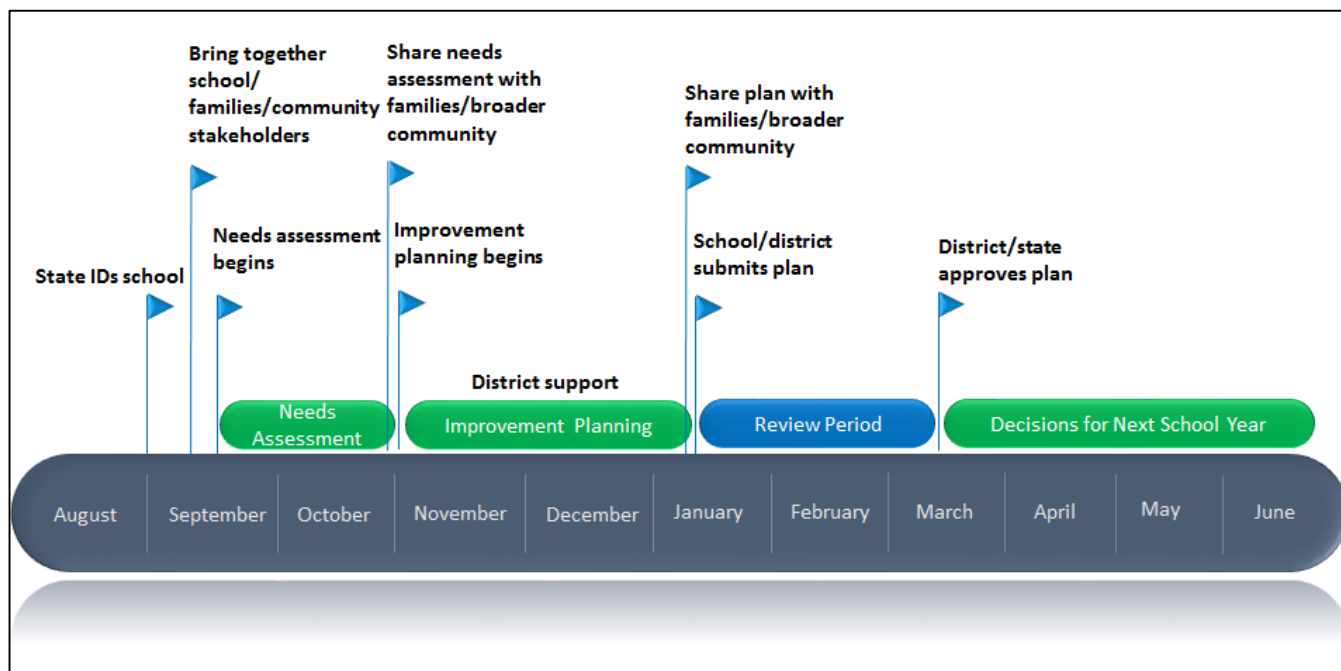 Bring together
school/
families/community
stakeholders
Share needs
assessment with
families/broader
community
Share plan with
families/broader
community
State IDs school
Needs assessment
begins
Improvement
planning begins
School/district
submits plan
District/state
approves plan
District support
Needs
Assessment
Improvement Planning
Review Period
Decisions for Next School Year
August
September
October
November
December
January
February
March
April
May
June